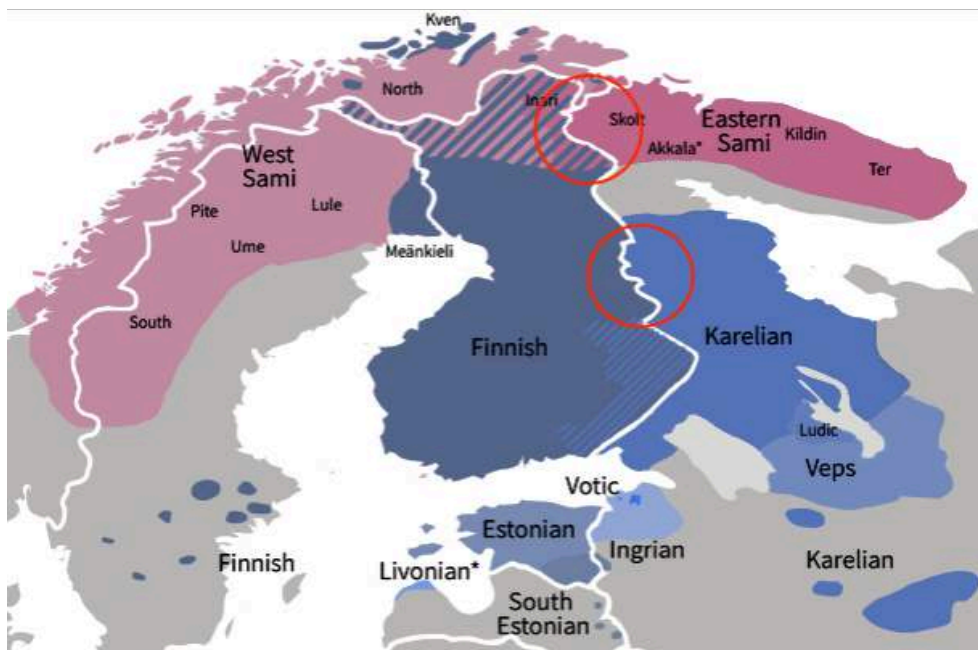 Kven
North
Inari
Skolt
Eastern
Sami
Kildin
Akkala*
Ter
West
Sami
Pite
Lule
Ume
Meänkieli
South
Finnish
Karelian
Ludic
Veps
Votic
Estonian
Ingrian
Finnish
Livonian*
Karelian
South
Estonian